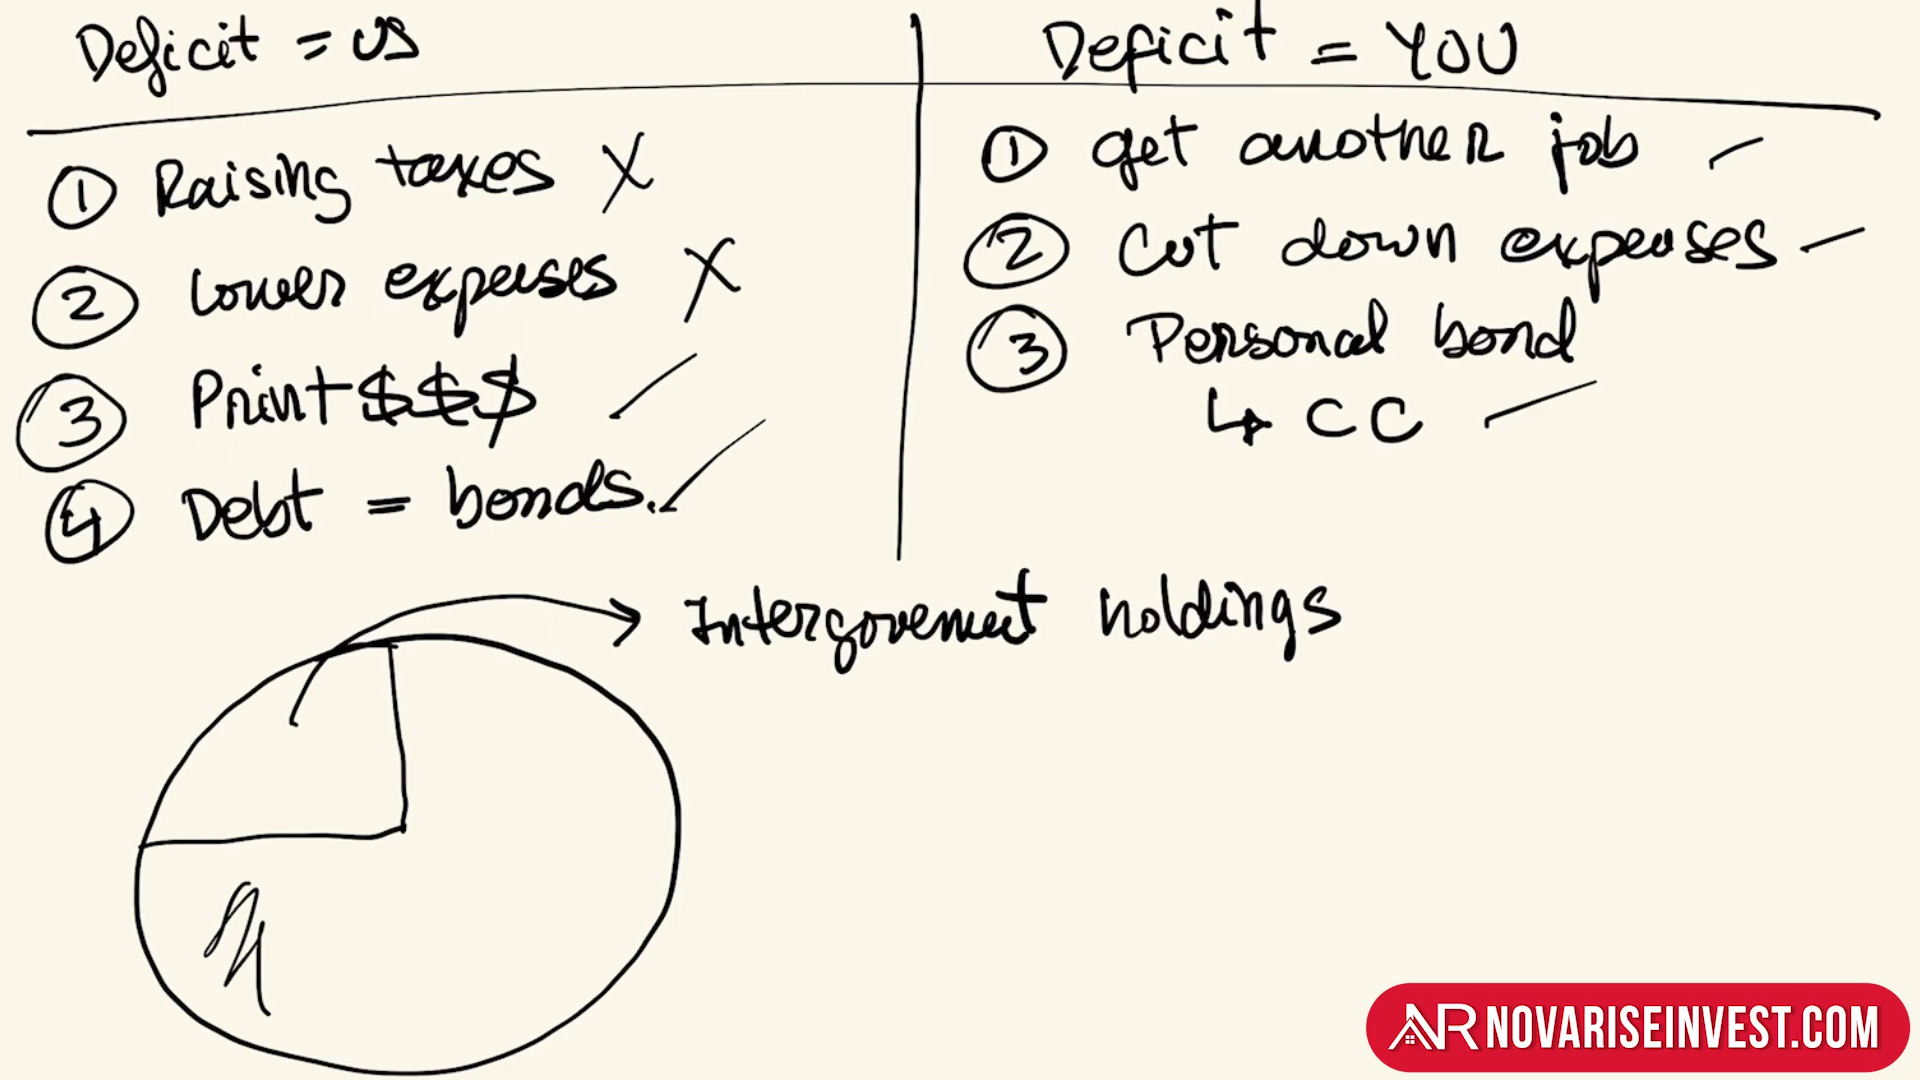 Deficit = US
① Raising taxes X
② Lower expenses X
③ Print $$$
④ Debt = bonds.
Deficit = YOU
① get another job
② Cut down expenses
③ Personal bond
↳ CC
Intergovernment holdings
NR NOVARISEINVEST.COM